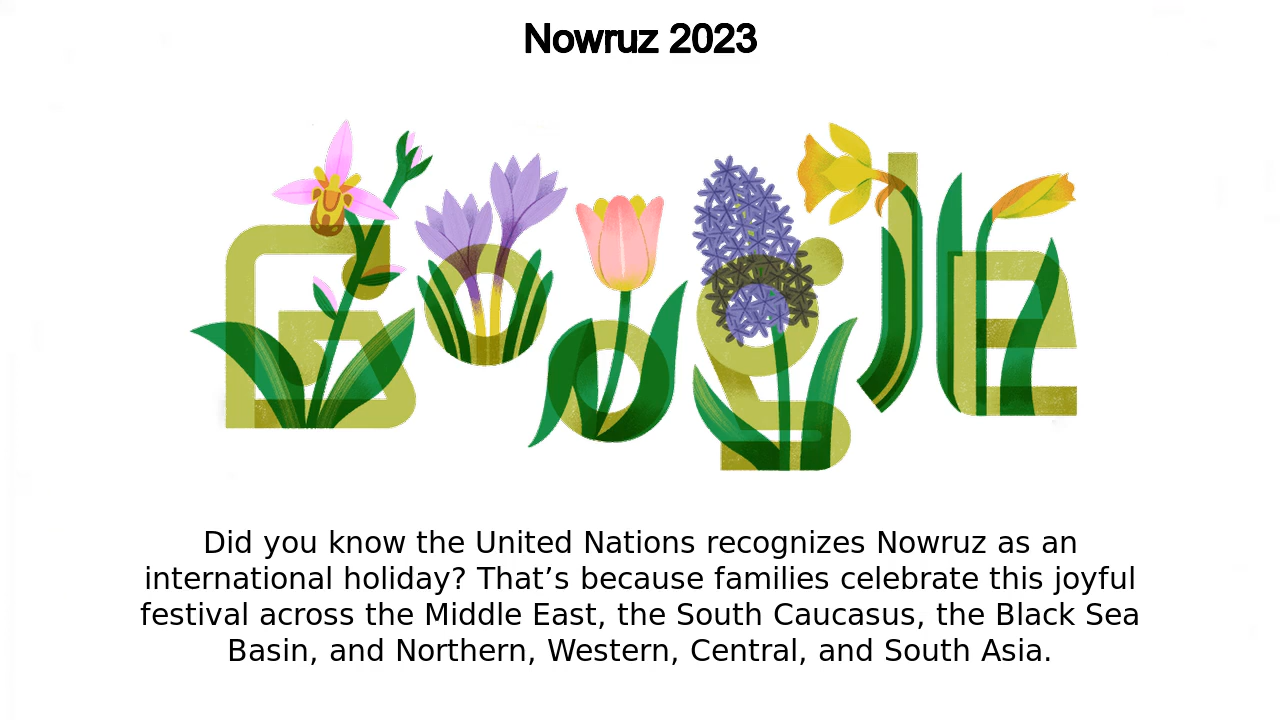 Nowruz 2023
GOOGLE
Did you know the United Nations recognizes Nowruz as an
international holiday? That’s because families celebrate this joyful
festival across the Middle East, the South Caucasus, the Black Sea
Basin, and Northern, Western, Central, and South Asia.